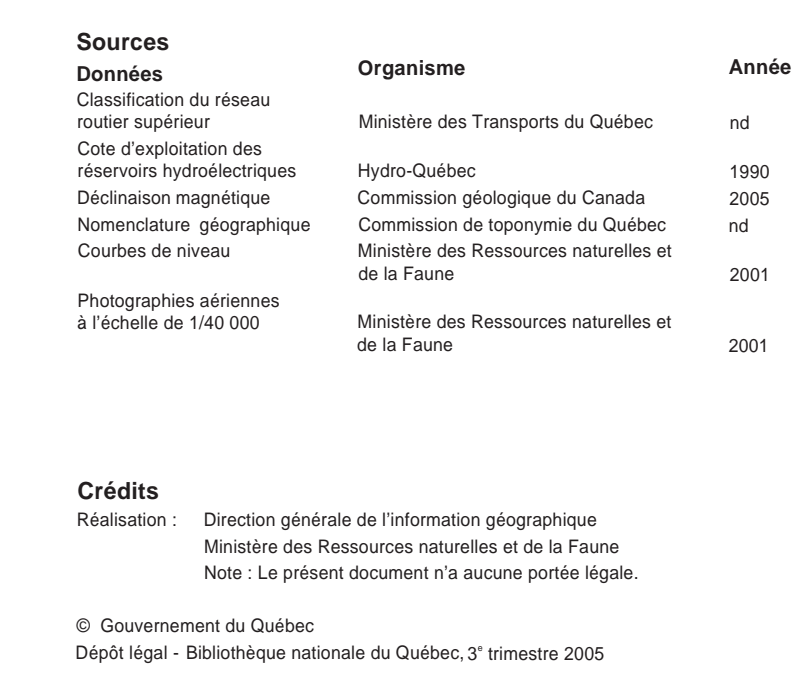 Sources
Données Organisme Année
Classification du réseau
routier supérieur Ministère des Transports du Québec nd
Cote d'exploitation des
réservoirs hydroélectriques Hydro-Québec 1990
Déclinaison magnétique Commission géologique du Canada 2005
Nomenclature géographique Commission de toponymie du Québec nd
Courbes de niveau Ministère des Ressources naturelles et
de la Faune 2001
Photographies aériennes
à l'échelle de 1/40 000 Ministère des Ressources naturelles et
de la Faune 2001
Crédits
Réalisation : Direction générale de l'information géographique
Ministère des Ressources naturelles et de la Faune
Note : Le présent document n'a aucune portée légale.
© Gouvernement du Québec
Dépôt légal - Bibliothèque nationale du Québec, 3e trimestre 2005